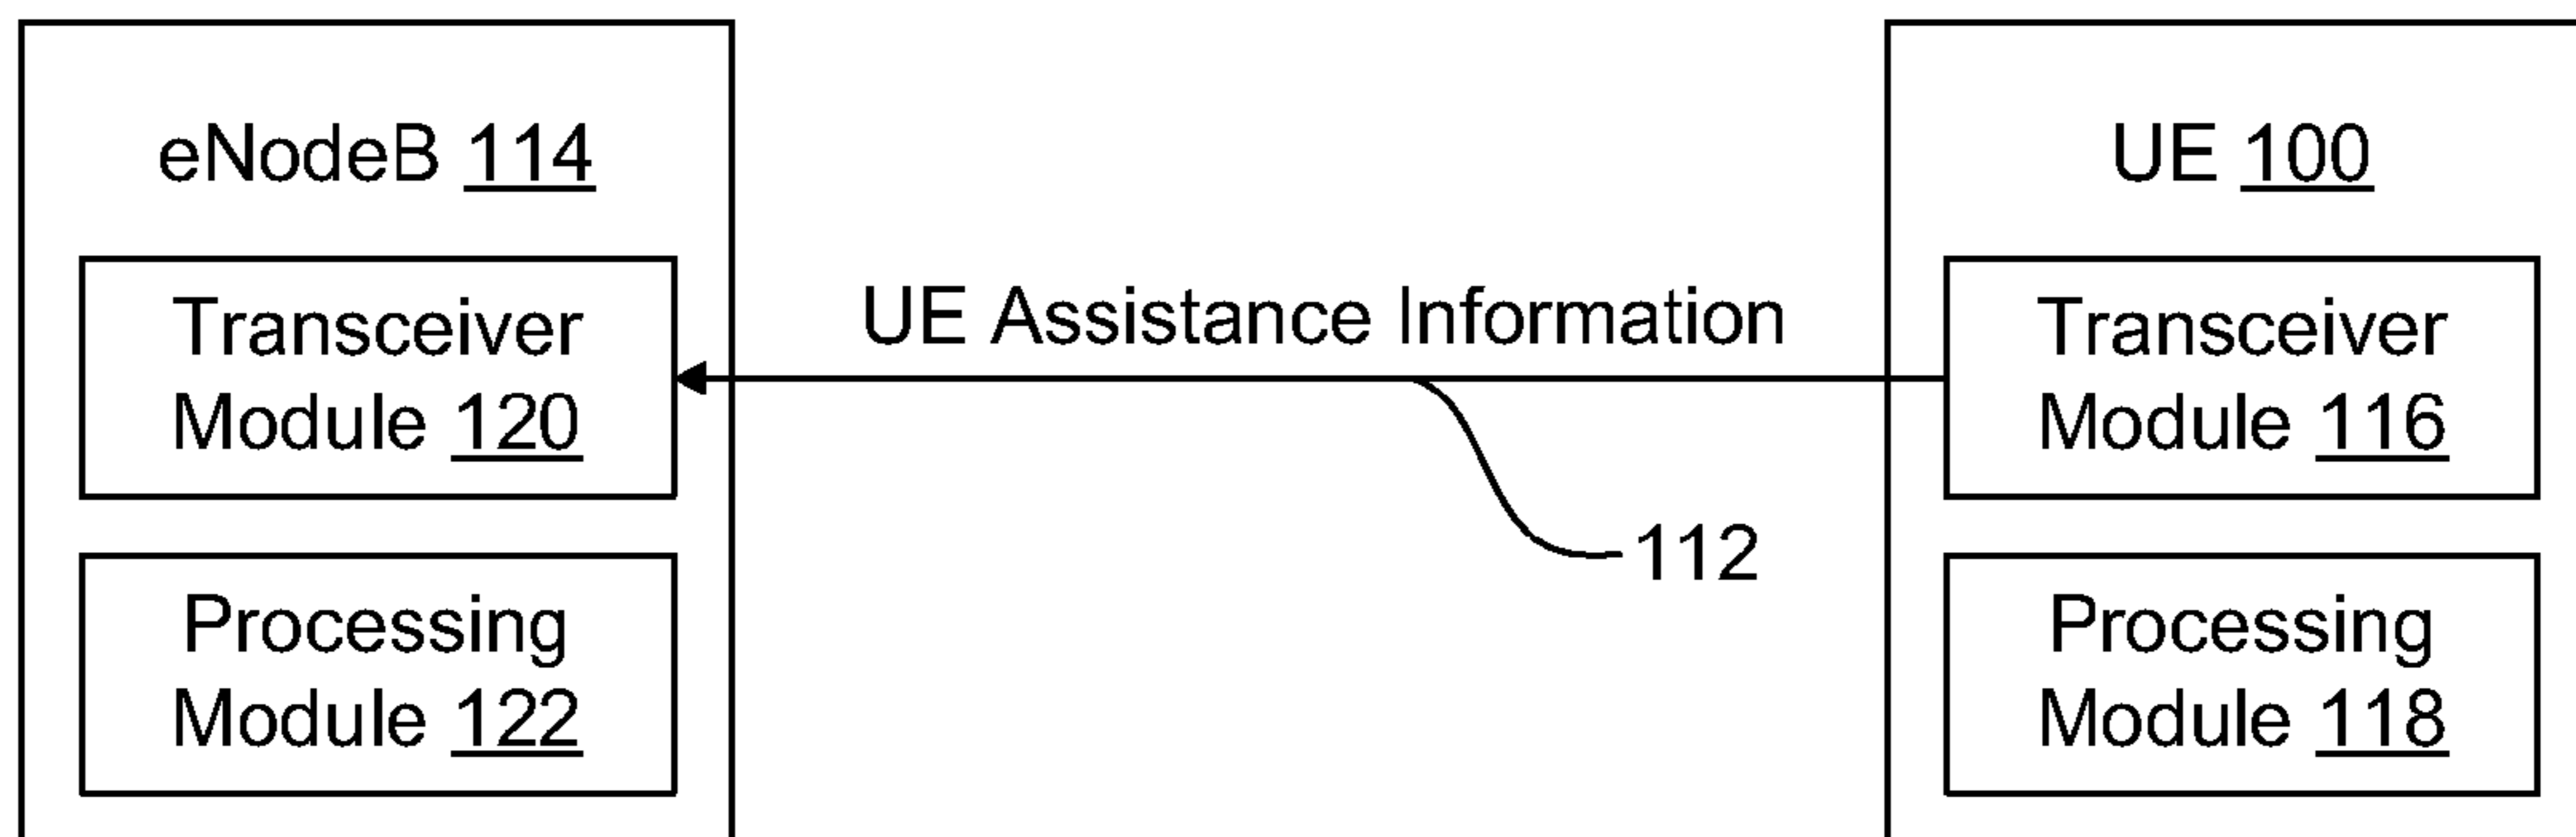 eNodeB 114
Transceiver
Module 120
Processing
Module 122
UE Assistance Information
112
UE 100
Transceiver
Module 116
Processing
Module 118